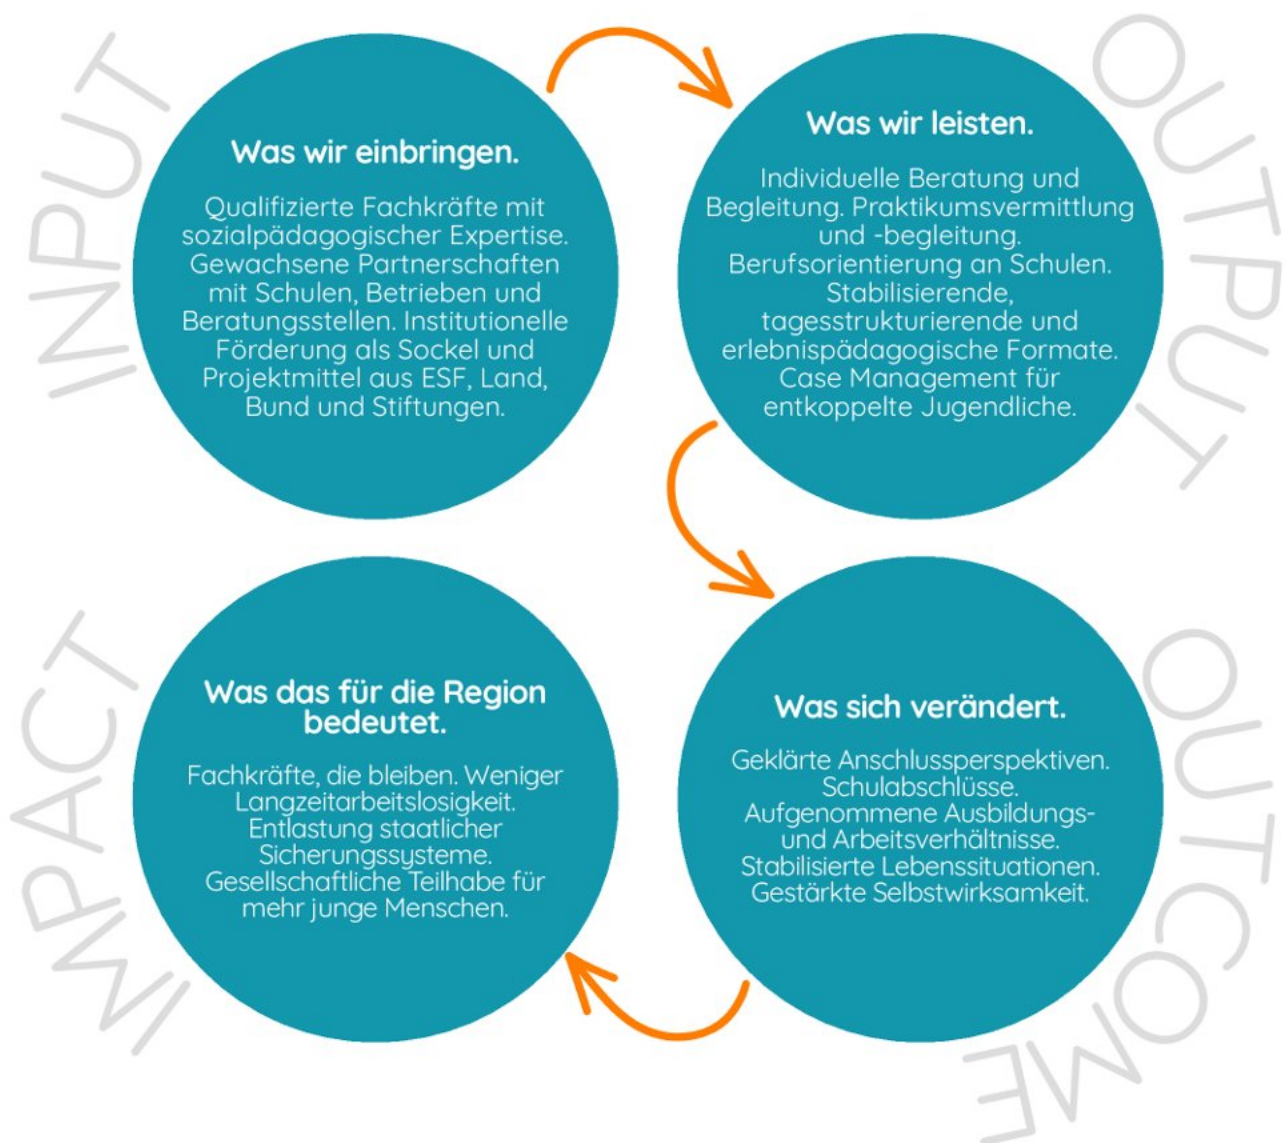 INPUT
Was wir einbringen.
Qualifizierte Fachkräfte mit
sozialpädagogischer Expertise.
Gewachsene Partnerschaften
mit Schulen, Betrieben und
Beratungsstellen. Institutionelle
Förderung als Sockel und
Projektmittel aus ESF, Land,
Bund und Stiftungen.
OUTPUT
Was wir leisten.
Individuelle Beratung und
Begleitung. Praktikumsvermittlung
und -begleitung.
Berufsorientierung an Schulen.
Stabilisierende,
tagesstrukturierende und
erlebnispädagogische Formate.
Case Management für
entkoppelte Jugendliche.
OUTCOME
Was sich verändert.
Geklärte Anschlussperspektiven.
Schulabschlüsse.
Aufgenommene Ausbildungs-
und Arbeitsverhältnisse.
Stabilisierte Lebenssituationen.
Gestärkte Selbstwirksamkeit.
IMPACT
Was das für die Region
bedeutet.
Fachkräfte, die bleiben. Weniger
Langzeitarbeitslosigkeit.
Entlastung staatlicher
Sicherungssysteme.
Gesellschaftliche Teilhabe für
mehr junge Menschen.